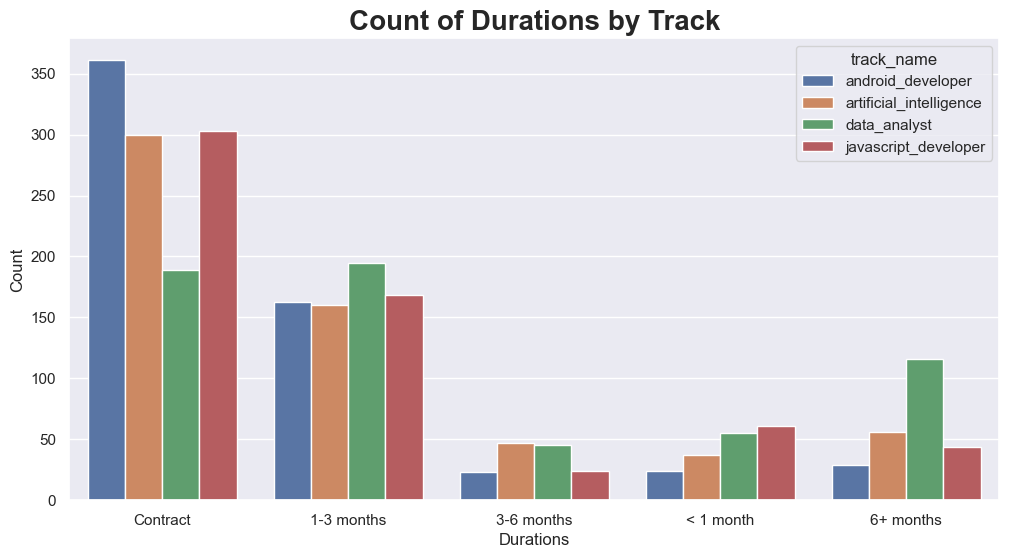 Count of Durations by Track
track_name
android_developer
artificial_intelligence
data_analyst
javascript_developer
Count
350
300
250
200
150
100
50
0
Contract
1-3 months
3-6 months
< 1 month
6+ months
Durations